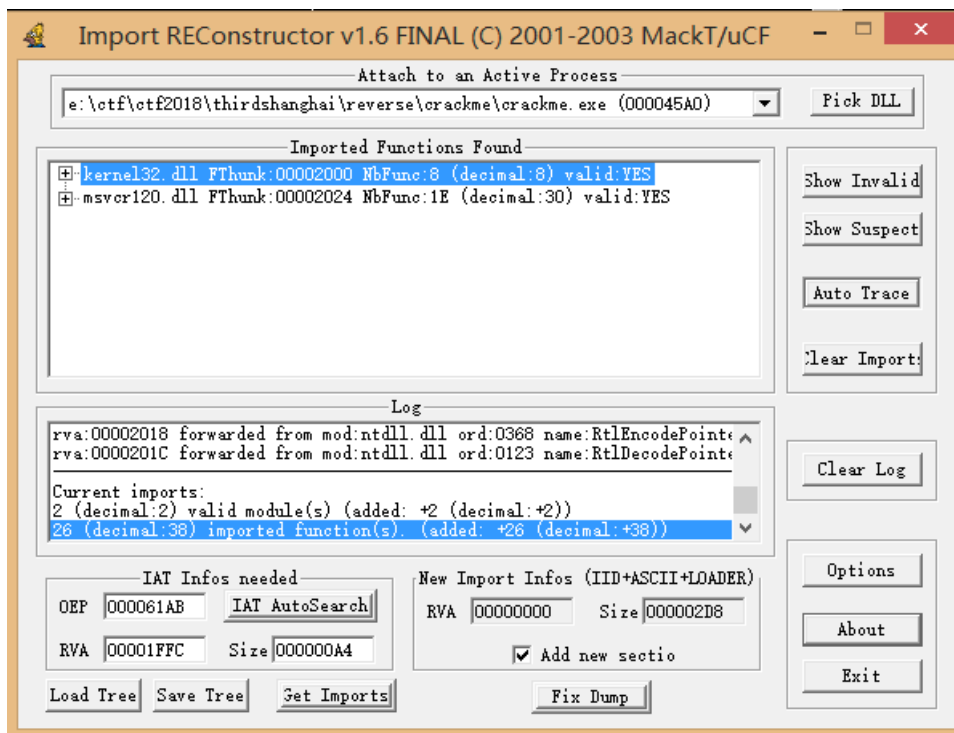 Import REConstructor v1.6 FINAL (C) 2001-2003 MackT/uCF
Attach to an Active Process
e:\ctf\ctf2018\thirdshanghai\reverse\crackme\crackme.exe (000045A0)
Pick DLL
Imported Functions Found
kernel32.dll FThunk:00002000 NbFunc:8 (decimal:8) valid:YES
msvcr120.dll FThunk:00002024 NbFunc:1E (decimal:30) valid:YES
Show Invalid
Show Suspect
Auto Trace
Clear Imports
Log
rva:00002018 forwarded from mod:ntdll.dll ord:0368 name:RtlEncodePointe
rva:0000201C forwarded from mod:ntdll.dll ord:0123 name:RtlDecodePointe
Current imports:
2 (decimal:2) valid module(s) (added: +2 (decimal:+2))
26 (decimal:38) imported function(s). (added: +26 (decimal:+38))
Clear Log
IAT Infos needed
OEP 000061AB IAT AutoSearch
RVA 00001FFC Size 000000A4
New Import Infos (IID+ASCII+LOADER)
RVA 00000000 Size 000002D8
Add new sectio
Options
About
Exit
Load Tree Save Tree Get Imports Fix Dump